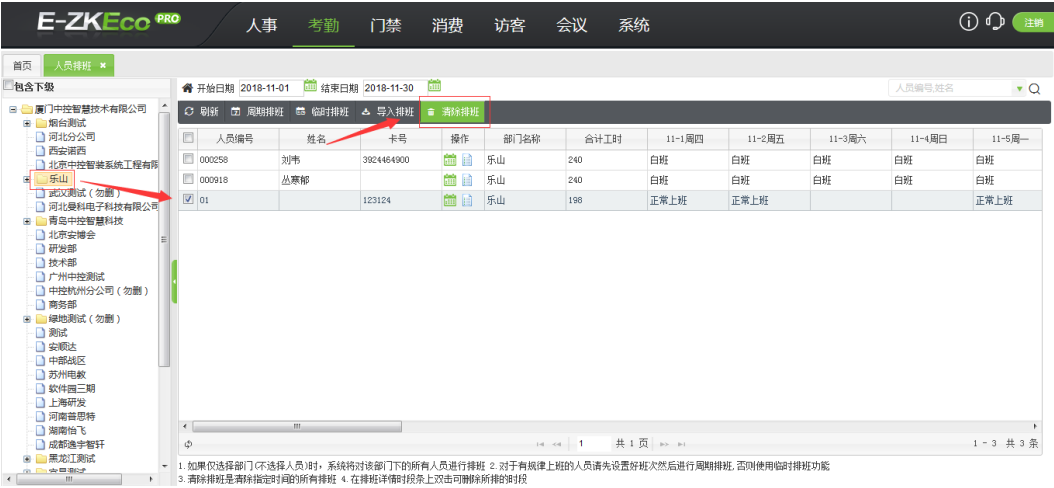 E-ZKEco PRO
人事 考勤 门禁 消费 访客 会议 系统
注销
首页 人员排班 ×
包含下级
开始日期 2018-11-01 结束日期 2018-11-30 人员编号,姓名
刷新 周期排班 临时排班 导入排班 清除排班
厦门中控智慧技术有限公司
烟台测试
河北分公司
西安诺西
北京中控智装系统工程有限
乐山
武汉测试(勿删)
河北曼科电子科技有限公司
青岛中控智慧科技
北京安博会
研发部
技术部
广州中控测试
中控杭州分公司(勿删)
商务部
绿地测试(勿删)
测试
安顺达
中部战区
苏州电教
软件园三期
上海研发
河南普思特
湖南怡飞
成都逸宇智轩
黑龙江测试
宜昌测试
人员编号 姓名 卡号 操作 部门名称 合计工时 11-1周四 11-2周五 11-3周六 11-4周日 11-5周一
000258 刘韦 3924464900 乐山 240 白班 白班 白班 白班 白班
000918 丛寒郁 乐山 240 白班 白班 白班 白班 白班
01 123124 乐山 198 正常上班 正常上班 正常上班
1 共 1 页 1 - 3 共 3 条
1.如果仅选择部门(不选择人员)时,系统将对该部门下的所有人员进行排班 2.对于有规律上班的人员请先设置好班次然后进行周期排班,否则使用临时排班功能
3.清除排班是清除指定时间的所有排班 4.在排班详情时段条上双击可删除所排的时段